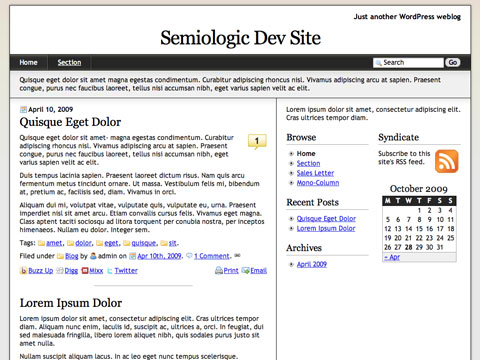 Just another WordPress weblog
Semiologic Dev Site
Home Section Search Go
Quisque eget dolor sit amet magna egestas condimentum. Curabitur adipiscing rhoncus nisl. Vivamus adipiscing arcu at sapien. Praesent
congue, purus nec faucibus laoreet, tellus nisi accumsan nibh, eget varius sapien velit ac elit.
April 10, 2009
Quisque Eget Dolor
Quisque eget dolor sit amet- magna egestas condimentum. Curabitur
adipiscing rhoncus nisl. Vivamus adipiscing arcu at sapien. Praesent
congue, purus nec faucibus laoreet, tellus nisi accumsan nibh, eget
varius sapien velit ac elit.
1
Duis tempus lacinia sapien. Praesent laoreet dictum risus. Nam quis arcu
fermentum metus tincidunt ornare. Ut massa. Vestibulum felis mi, bibendum
at, pretium ac, facilisis sed, diam. Vivamus in orci.
Aliquam dui mi, volutpat vitae, vulputate quis, vulputate eu, urna. Praesent
imperdiet nisi sit amet arcu. Etiam convallis cursus felis. Vivamus eget magna.
Class aptent taciti sociosqu ad litora torquent per conubia nostra, per inceptos
himenaeos. Nullam eu dolor. Integer sem.
Tags: amet, dolor, eget, quisque, sit.
Filed under Blog by admin on Apr 10th, 2009. 1 Comment.
Buzz Up Digg Mixx Twitter Print Email
Lorem Ipsum Dolor
Lorem ipsum dolor sit amet, consectetur adipiscing elit. Cras ultrices tempor
diam. Aliquam nunc enim, iaculis id, suscipit ac, ultrices a, orci. In feugiat, dui
sed malesuada fringilla, libero lorem aliquet nibh, quis sodales purus justo sit
amet nulla.
Nullam suscipit aliquam lacus. In ac leo eget nunc tempus scelerisque.
Lorem ipsum dolor sit amet, consectetur adipiscing elit.
Cras ultrices tempor diam.
Browse
Home
Section
Sales Letter
Mono-Column
Recent Posts
Quisque Eget Dolor
Lorem Ipsum Dolor
Archives
April 2009
Syndicate
Subscribe to this
site's RSS feed.
October 2009
M T W T F S S
1 2 3 4
5 6 7 8 9 10 11
12 13 14 15 16 17 18
19 20 21 22 23 24 25
26 27 28 29 30 31
« Apr